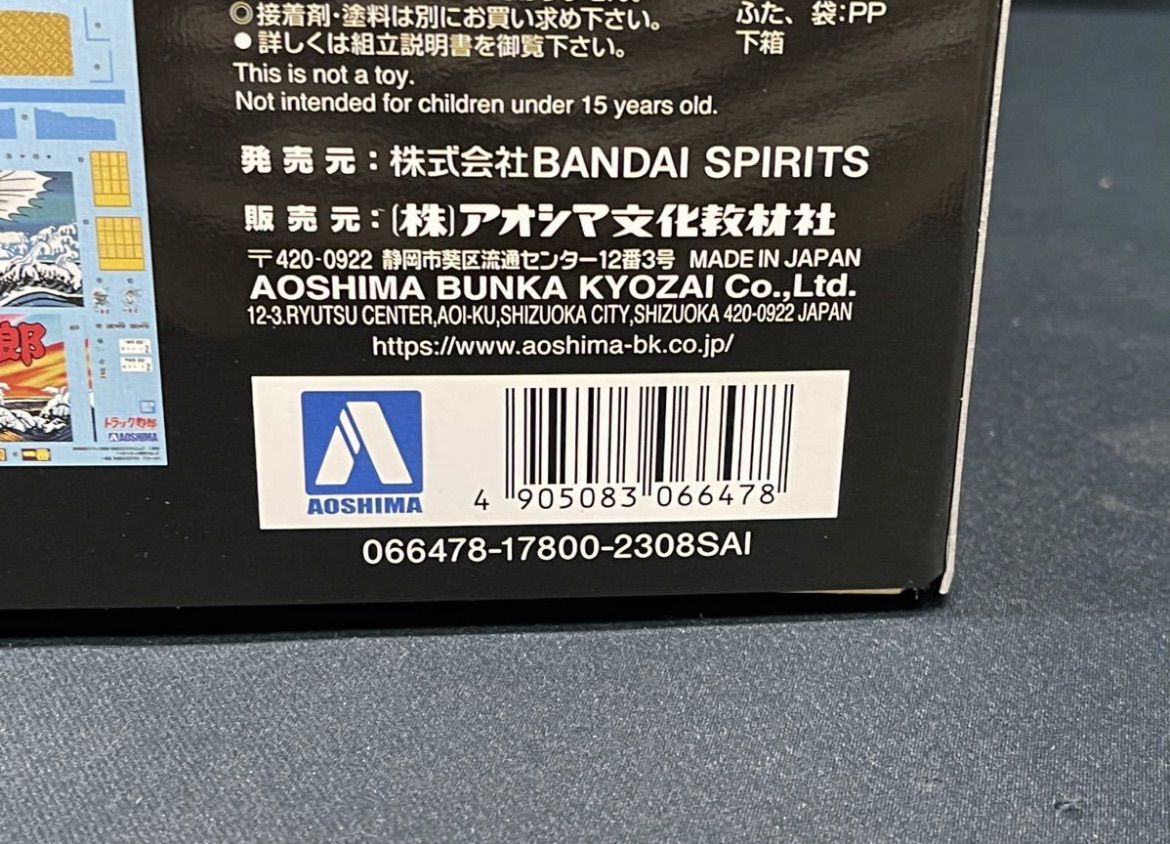 ◎接着剤・塗料は別にお買い求め下さい。
●詳しくは組立説明書を御覧下さい。
ふた、袋:PP
下箱
This is not a toy.
Not intended for children under 15 years old.
発売元:株式会社BANDAI SPIRITS
販売元:(株)アオシマ文化教材社
〒420-0922 静岡市葵区流通センター12番3号 MADE IN JAPAN
AOSHIMA BUNKA KYOZAI Co.,Ltd.
12-3.RYUTSU CENTER,AOI-KU,SHIZUOKA CITY,SHIZUOKA 420-0922 JAPAN
https://www.aoshima-bk.co.jp/
AOSHIMA
4 905083 066478
066478-17800-2308SAI
郎
トラック野郎
AOSHIMA
一番